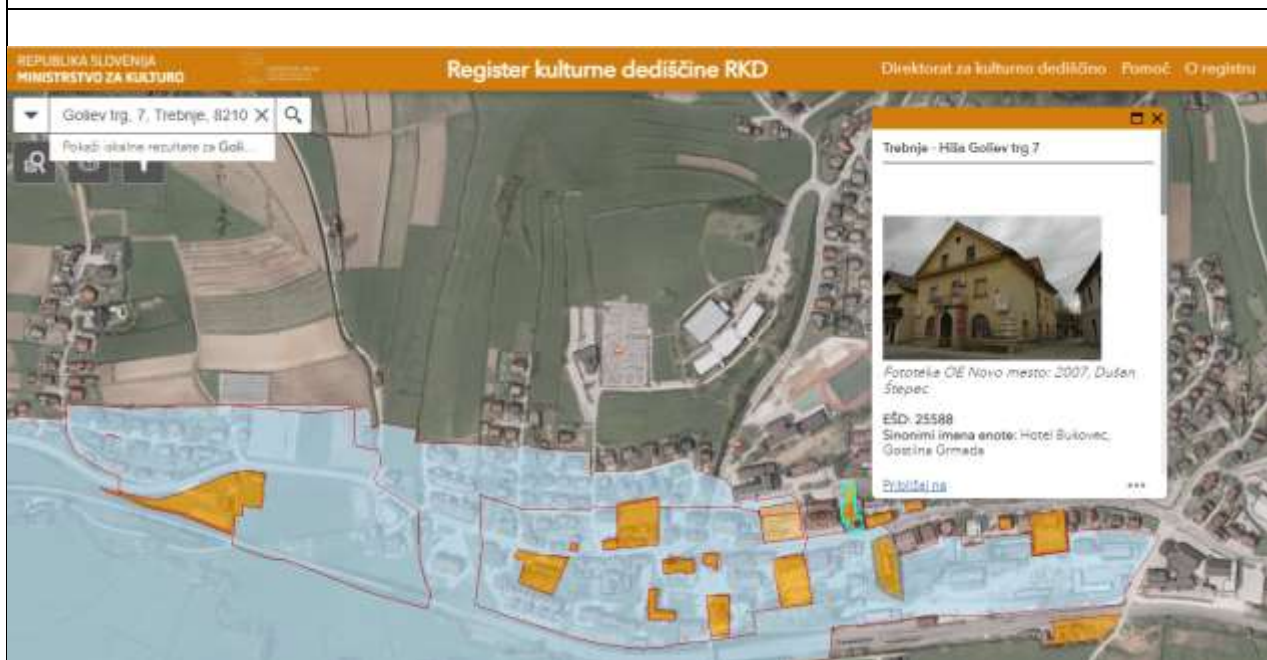 REPUBLIKA SLOVENIJA
MINISTRSTVO ZA KULTURO
Register kulturne dediščine RKD
Direktorat za kulturno dediščino Pomoč O registru
Goliev trg, 7, Trebnje, 8210
Pokaži iskalne rezultate za Goli...
Trebnje - Hiša Goliev trg 7
Fototeka OE Novo mesto: 2007, Dušan
Štepec
EŠD: 25588
Sinonimi imena enote: Hotel Bukovec,
Gostilna Grmada
Približaj na